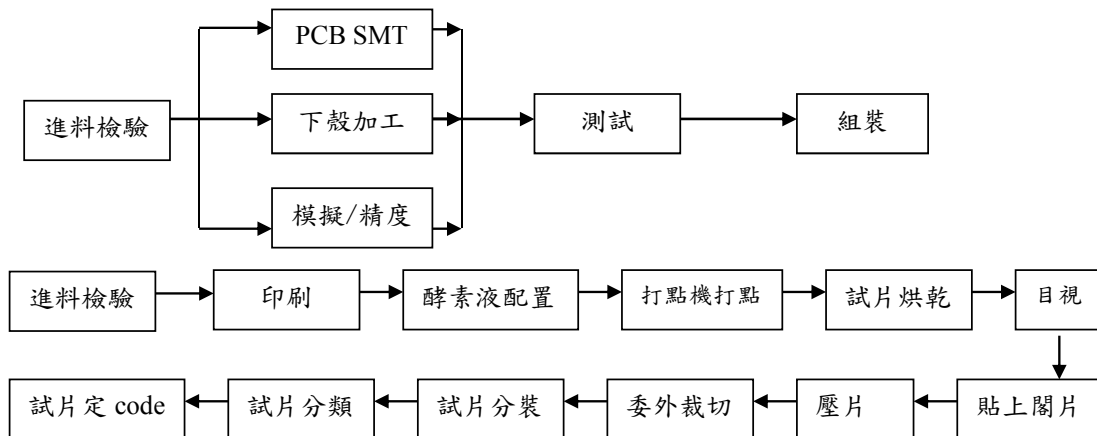 PCB SMT
進料檢驗
下殼加工
測試
組裝
模擬/精度
進料檢驗
印刷
酵素液配置
打點機打點
試片烘乾
目視
貼上閣片
壓片
委外裁切
試片分裝
試片分類
試片定 code